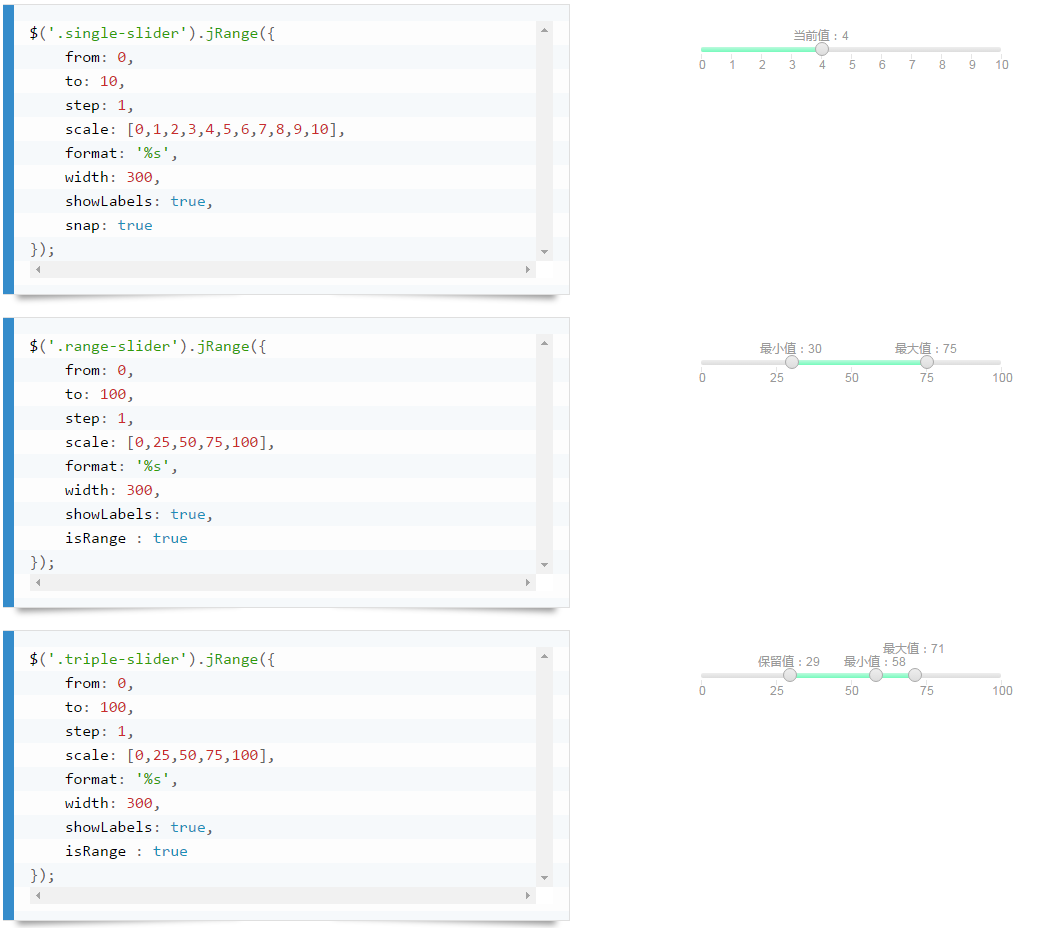 $('.single-slider').jRange({
    from: 0,
    to: 10,
    step: 1,
    scale: [0,1,2,3,4,5,6,7,8,9,10],
    format: '%s',
    width: 300,
    showLabels: true,
    snap: true
});
当前值：4
0 1 2 3 4 5 6 7 8 9 10
$('.range-slider').jRange({
    from: 0,
    to: 100,
    step: 1,
    scale: [0,25,50,75,100],
    format: '%s',
    width: 300,
    showLabels: true,
    isRange : true
});
最小值：30 最大值：75
0 25 50 75 100
$('.triple-slider').jRange({
    from: 0,
    to: 100,
    step: 1,
    scale: [0,25,50,75,100],
    format: '%s',
    width: 300,
    showLabels: true,
    isRange : true
});
最大值：71
保留值：29 最小值：58
0 25 50 75 100